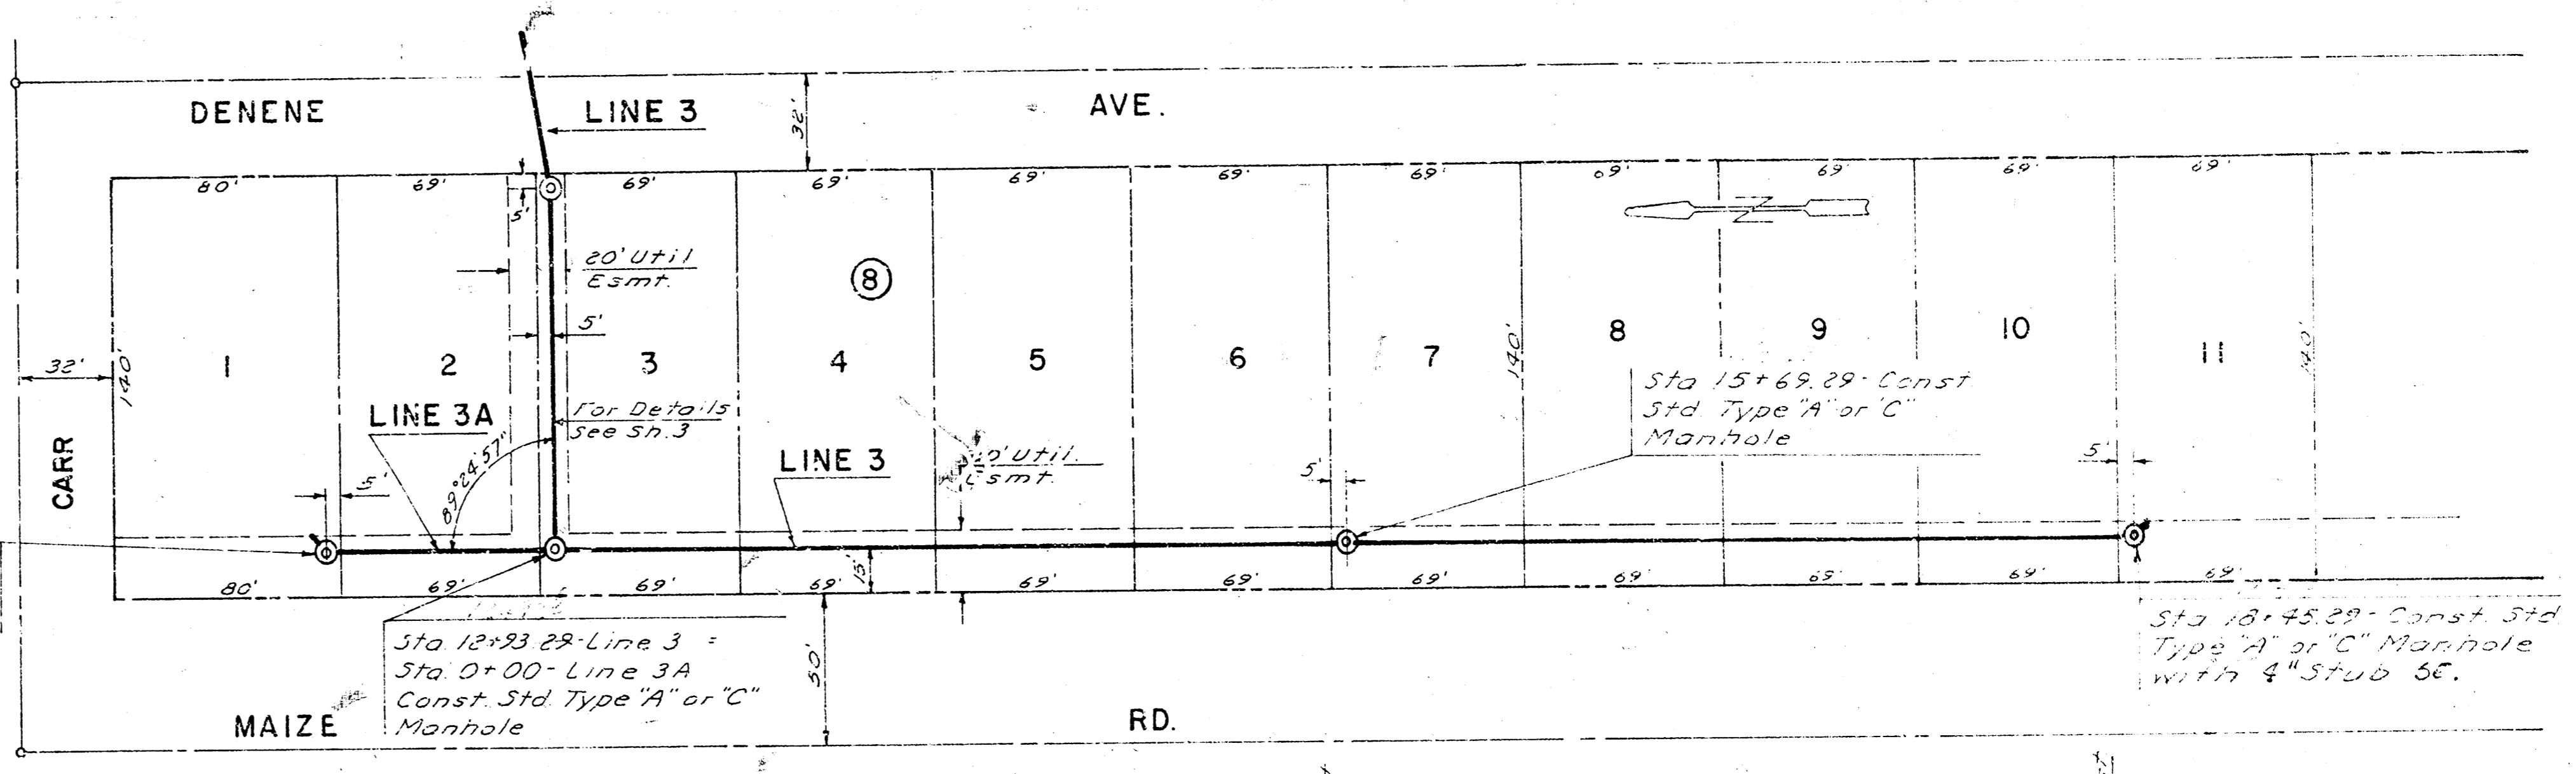 DENENE
LINE 3
AVE.
32'
80'
69'
69'
69'
69'
69'
69'
69'
69'
69'
5'
20' Util
Esmt.
8
5'
1
2
3
4
5
6
7
8
9
10
11
32'
140'
140'
140'
CARR
LINE 3A
For Details
See Sh. 3
89°24'57"
5'
LINE 3
Util.
Esmt.
Sta 15+69.29- Const
Std. Type "A" or "C"
Manhole
5'
5'
15'
80'
69'
69'
69'
69'
69'
69'
69'
69'
69'
69'
Sta. 12+93.29-Line 3 =
Sta. 0+00- Line 3A
Const. Std. Type "A" or "C"
Manhole
50'
Sta 18+45.29- Const. Std
Type "A" or "C" Manhole
with 4" Stub SE.
MAIZE
RD.